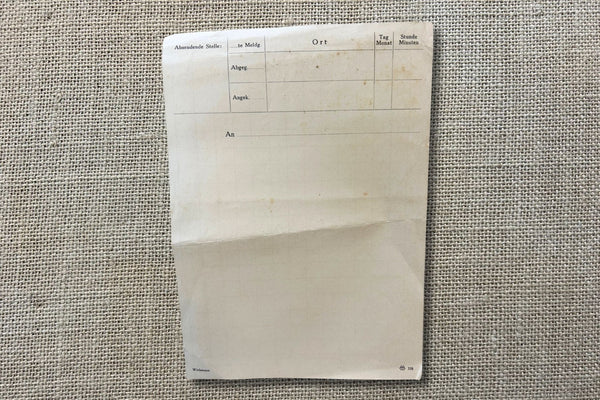 Absendende Stelle:
....te Meldg.
Ort
Tag
Monat
Stunde
Minuten
Abgeg.
Angek.
An